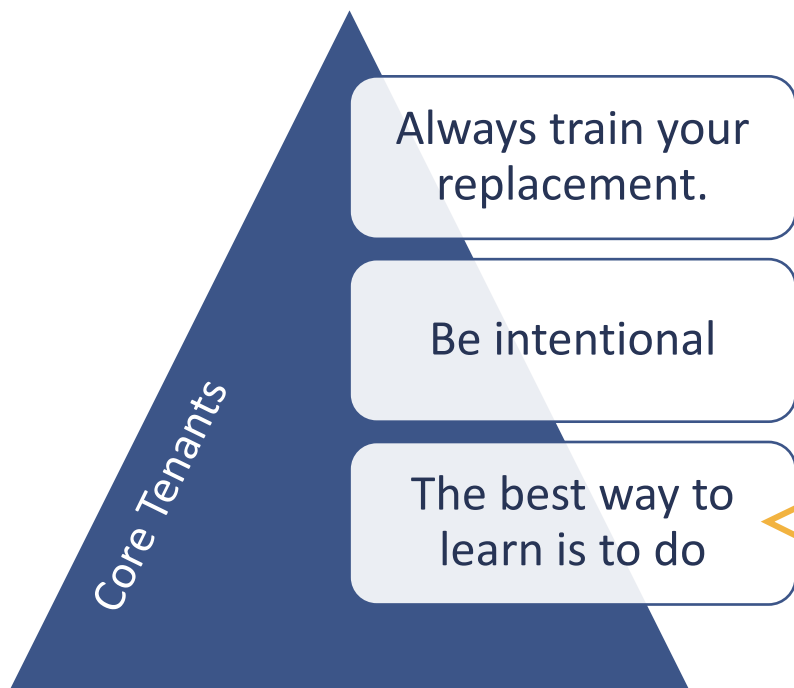 Always train your
replacement.
Be intentional
The best way to
learn is to do
Core Tenants